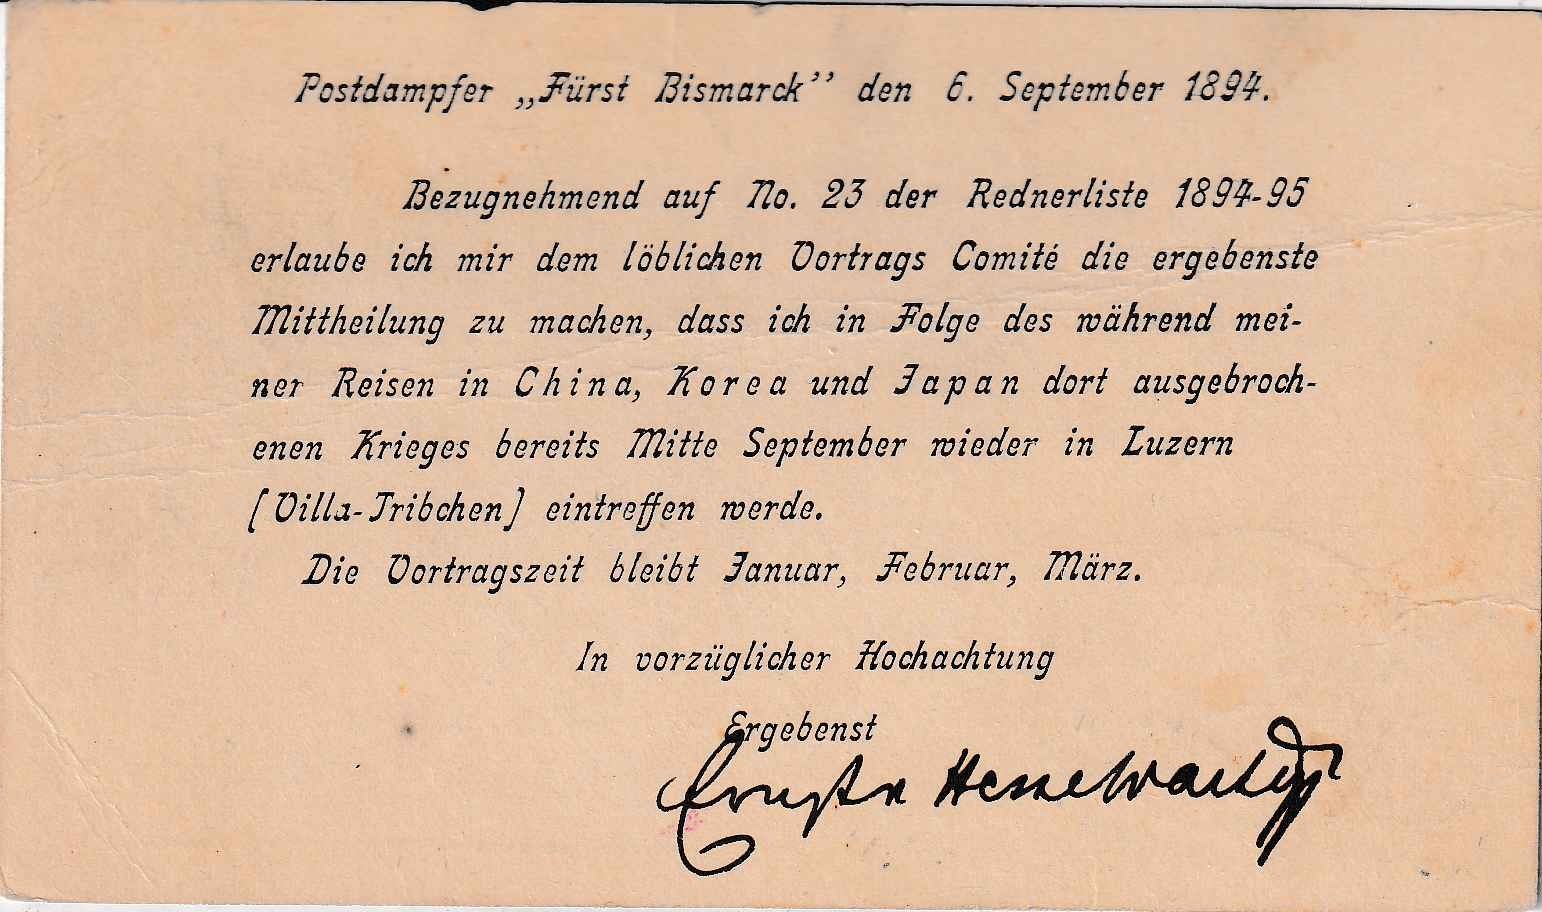 Postdampfer „Fürst Bismarck” den 6. September 1894.
Bezugnehmend auf No. 23 der Rednerliste 1894-95
erlaube ich mir dem löblichen Vortrags Comité die ergebenste
Mittheilung zu machen, dass ich in Folge des während mei-
ner Reisen in China, Korea und Japan dort ausgebroch-
enen Krieges bereits Mitte September wieder in Luzern
[Villa-Tribchen] eintreffen werde.
Die Vortragszeit bleibt Januar, Februar, März.
In vorzüglicher Hochachtung
Ergebenst
Ernst v Hesse Wartegg